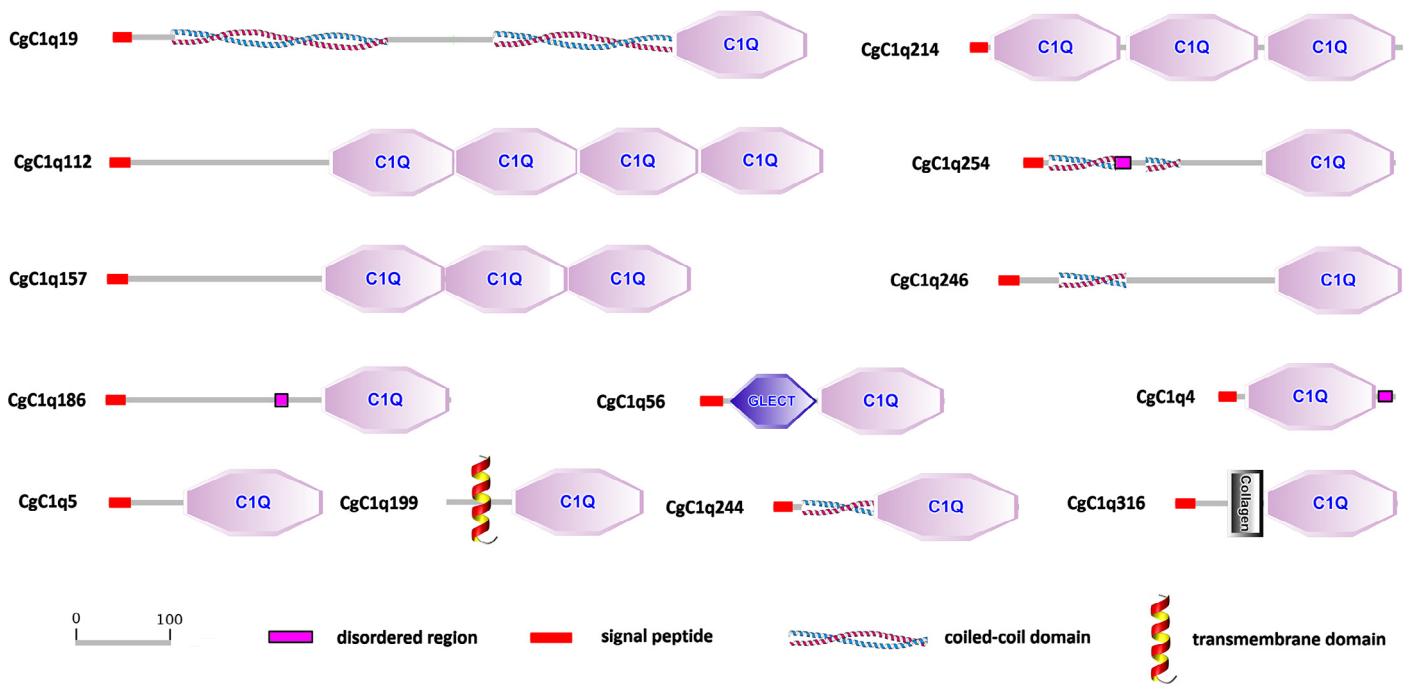 CgC1q19 C1Q
CgC1q214 C1Q C1Q C1Q
CgC1q112 C1Q C1Q C1Q C1Q
CgC1q254 C1Q
CgC1q157 C1Q C1Q C1Q
CgC1q246 C1Q
CgC1q186 C1Q
CgC1q56 GLECT C1Q
CgC1q4 C1Q
CgC1q5 C1Q
CgC1q199 C1Q
CgC1q244 C1Q
CgC1q316 Collagen C1Q
0 100
disordered region
signal peptide
coiled-coil domain
transmembrane domain